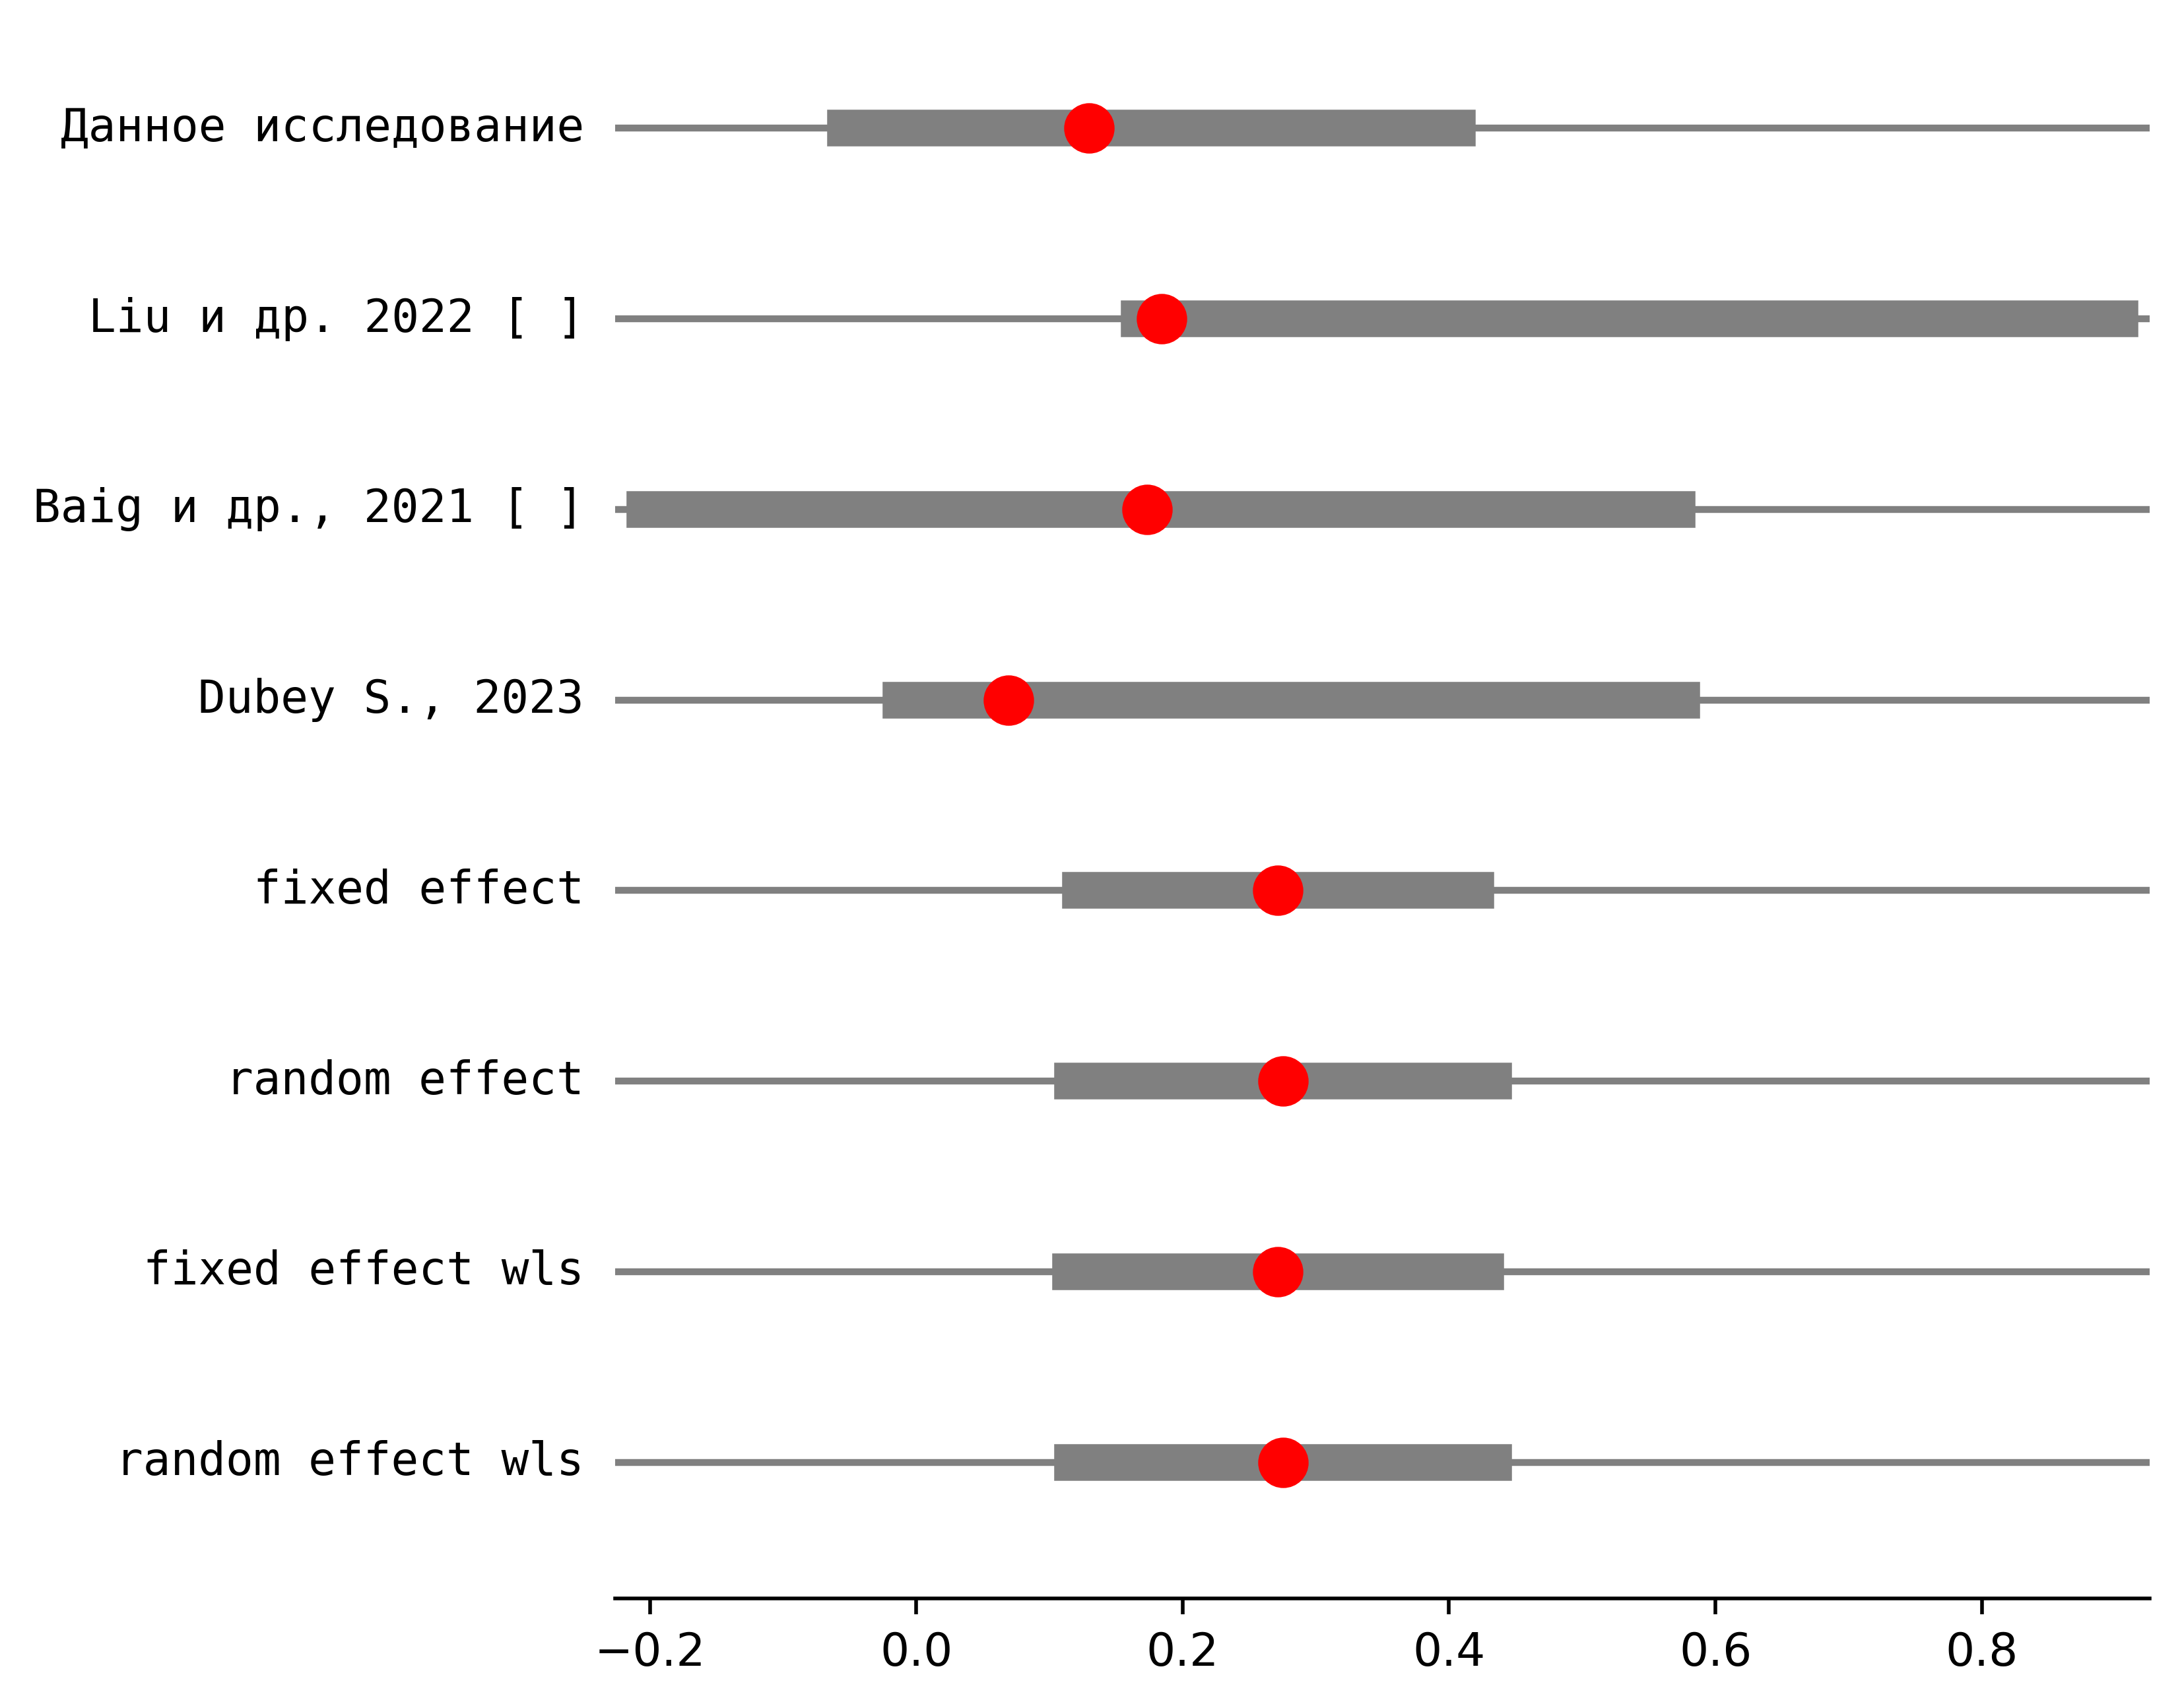 Данное исследование
Liu и др. 2022 [ ]
Baig и др., 2021 [ ]
Dubey S., 2023
fixed effect
random effect
fixed effect wls
random effect wls
−0.2 0.0 0.2 0.4 0.6 0.8